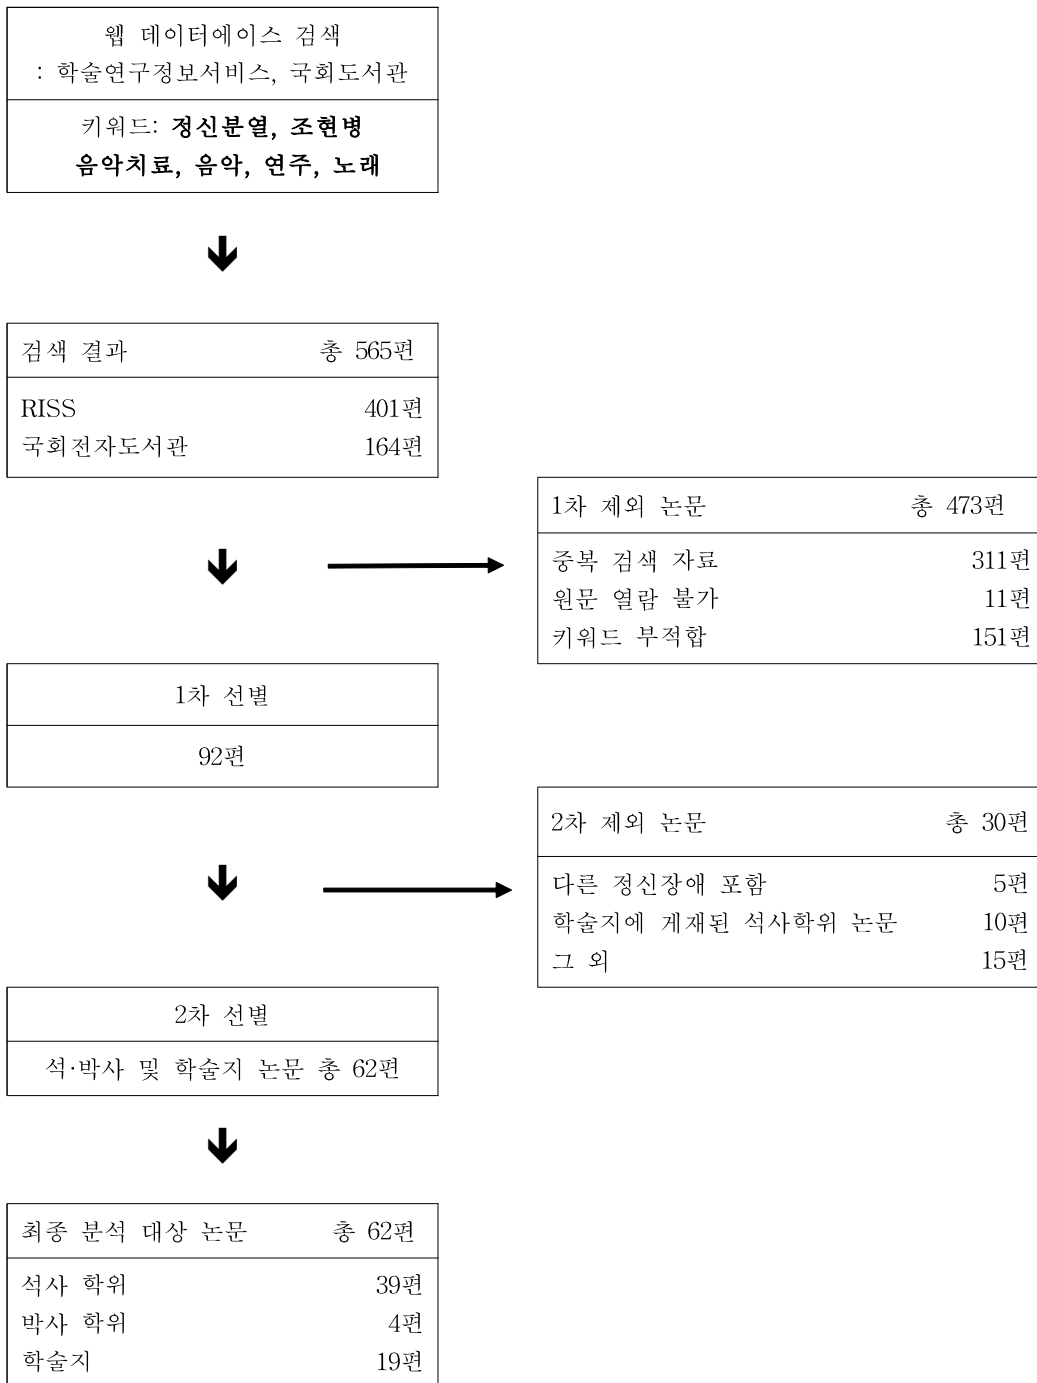 웹 데이터에이스 검색
: 학술연구정보서비스, 국회도서관
키워드: 정신분열, 조현병
음악치료, 음악, 연주, 노래
검색 결과 총 565편
RISS 401편
국회전자도서관 164편
1차 제외 논문 총 473편
중복 검색 자료 311편
원문 열람 불가 11편
키워드 부적합 151편
1차 선별
92편
2차 제외 논문 총 30편
다른 정신장애 포함 5편
학술지에 게재된 석사학위 논문 10편
그 외 15편
2차 선별
석·박사 및 학술지 논문 총 62편
최종 분석 대상 논문 총 62편
석사 학위 39편
박사 학위 4편
학술지 19편